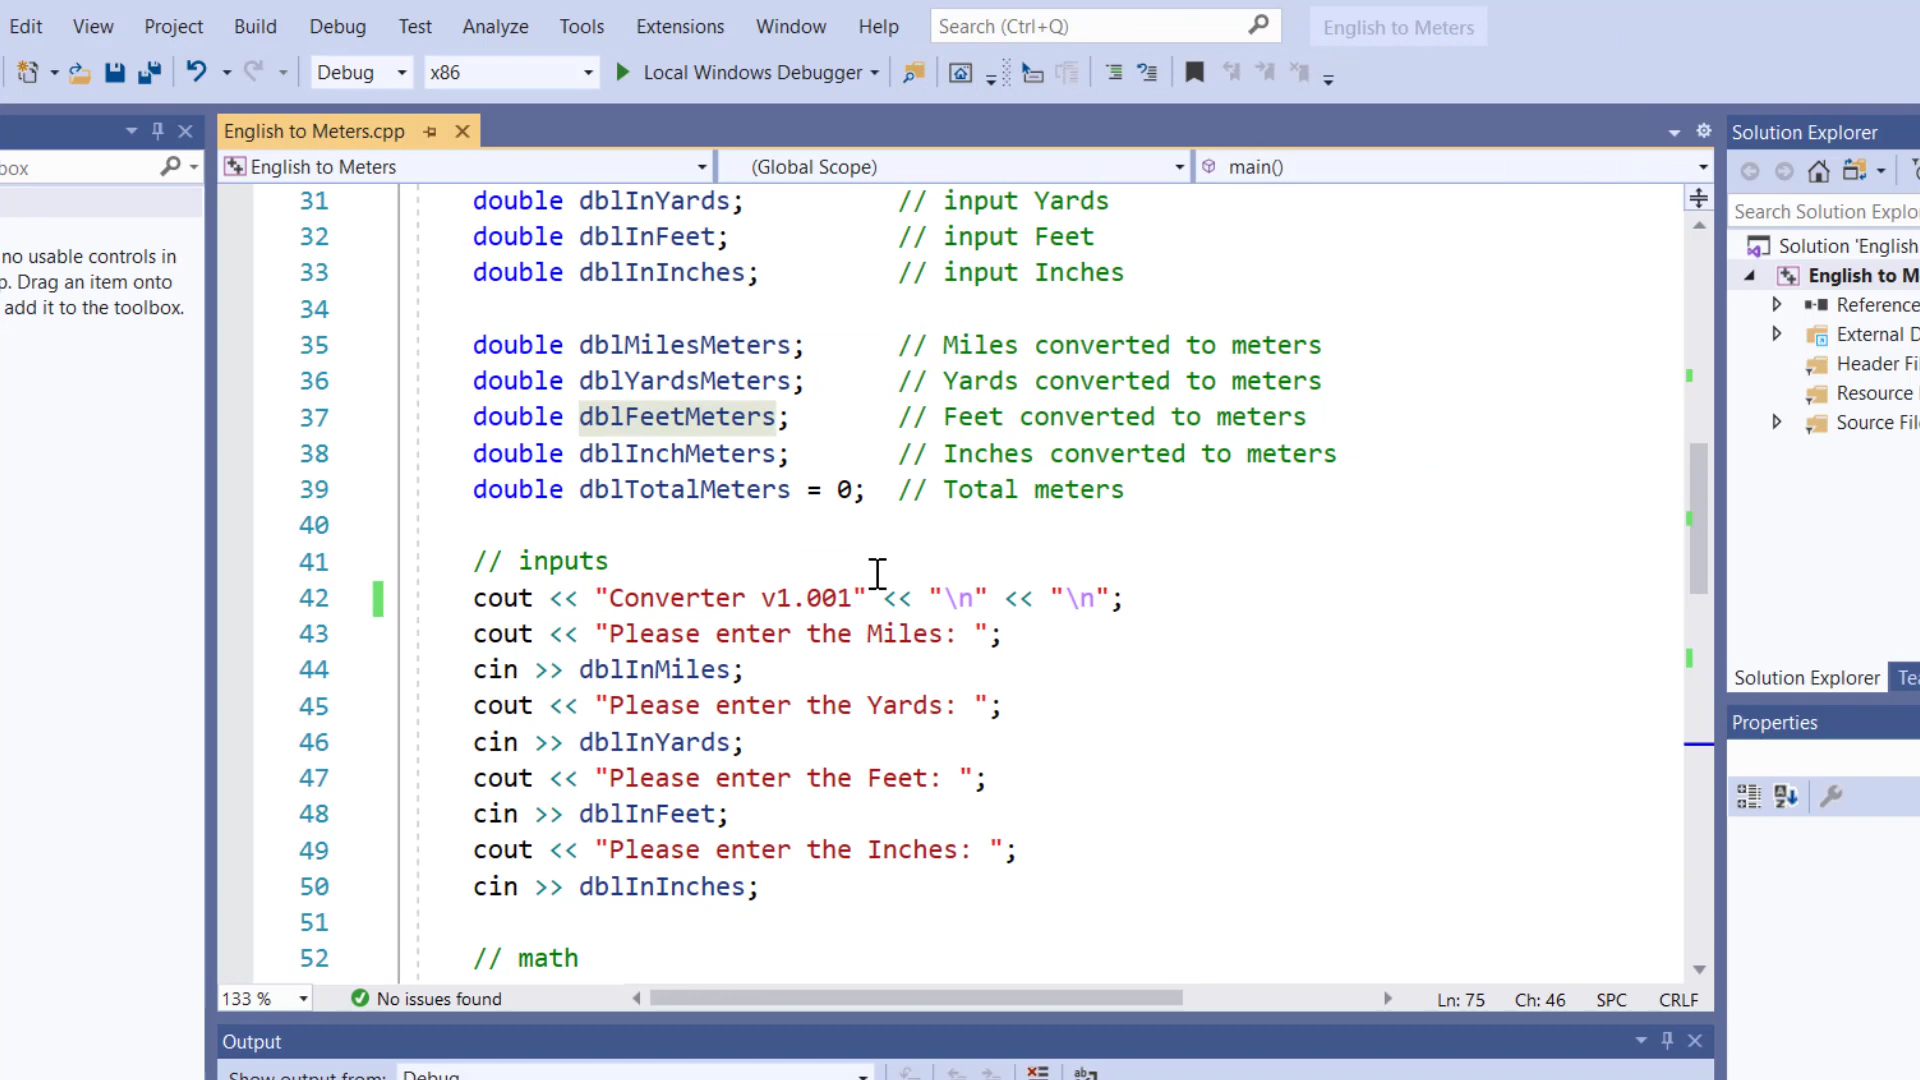 Edit View Project Build Debug Test Analyze Tools Extensions Window Help Search (Ctrl+Q) English to Meters
Debug x86 Local Windows Debugger
English to Meters.cpp
English to Meters (Global Scope) main()
box
no usable controls in
p. Drag an item onto
add it to the toolbox.
31 double dblInYards; // input Yards
32 double dblInFeet; // input Feet
33 double dblInInches; // input Inches
34
35 double dblMilesMeters; // Miles converted to meters
36 double dblYardsMeters; // Yards converted to meters
37 double dblFeetMeters; // Feet converted to meters
38 double dblInchMeters; // Inches converted to meters
39 double dblTotalMeters = 0; // Total meters
40
41 // inputs
42 cout << "Converter v1.001" << "\n" << "\n";
43 cout << "Please enter the Miles: ";
44 cin >> dblInMiles;
45 cout << "Please enter the Yards: ";
46 cin >> dblInYards;
47 cout << "Please enter the Feet: ";
48 cin >> dblInFeet;
49 cout << "Please enter the Inches: ";
50 cin >> dblInInches;
51
52 // math
133 % No issues found Ln: 75 Ch: 46 SPC CRLF
Output
Show output from: Debug
Solution Explorer
Search Solution Explo
Solution 'English
English to M
Reference
External D
Header Fi
Resource
Source Fil
Solution Explorer Te
Properties